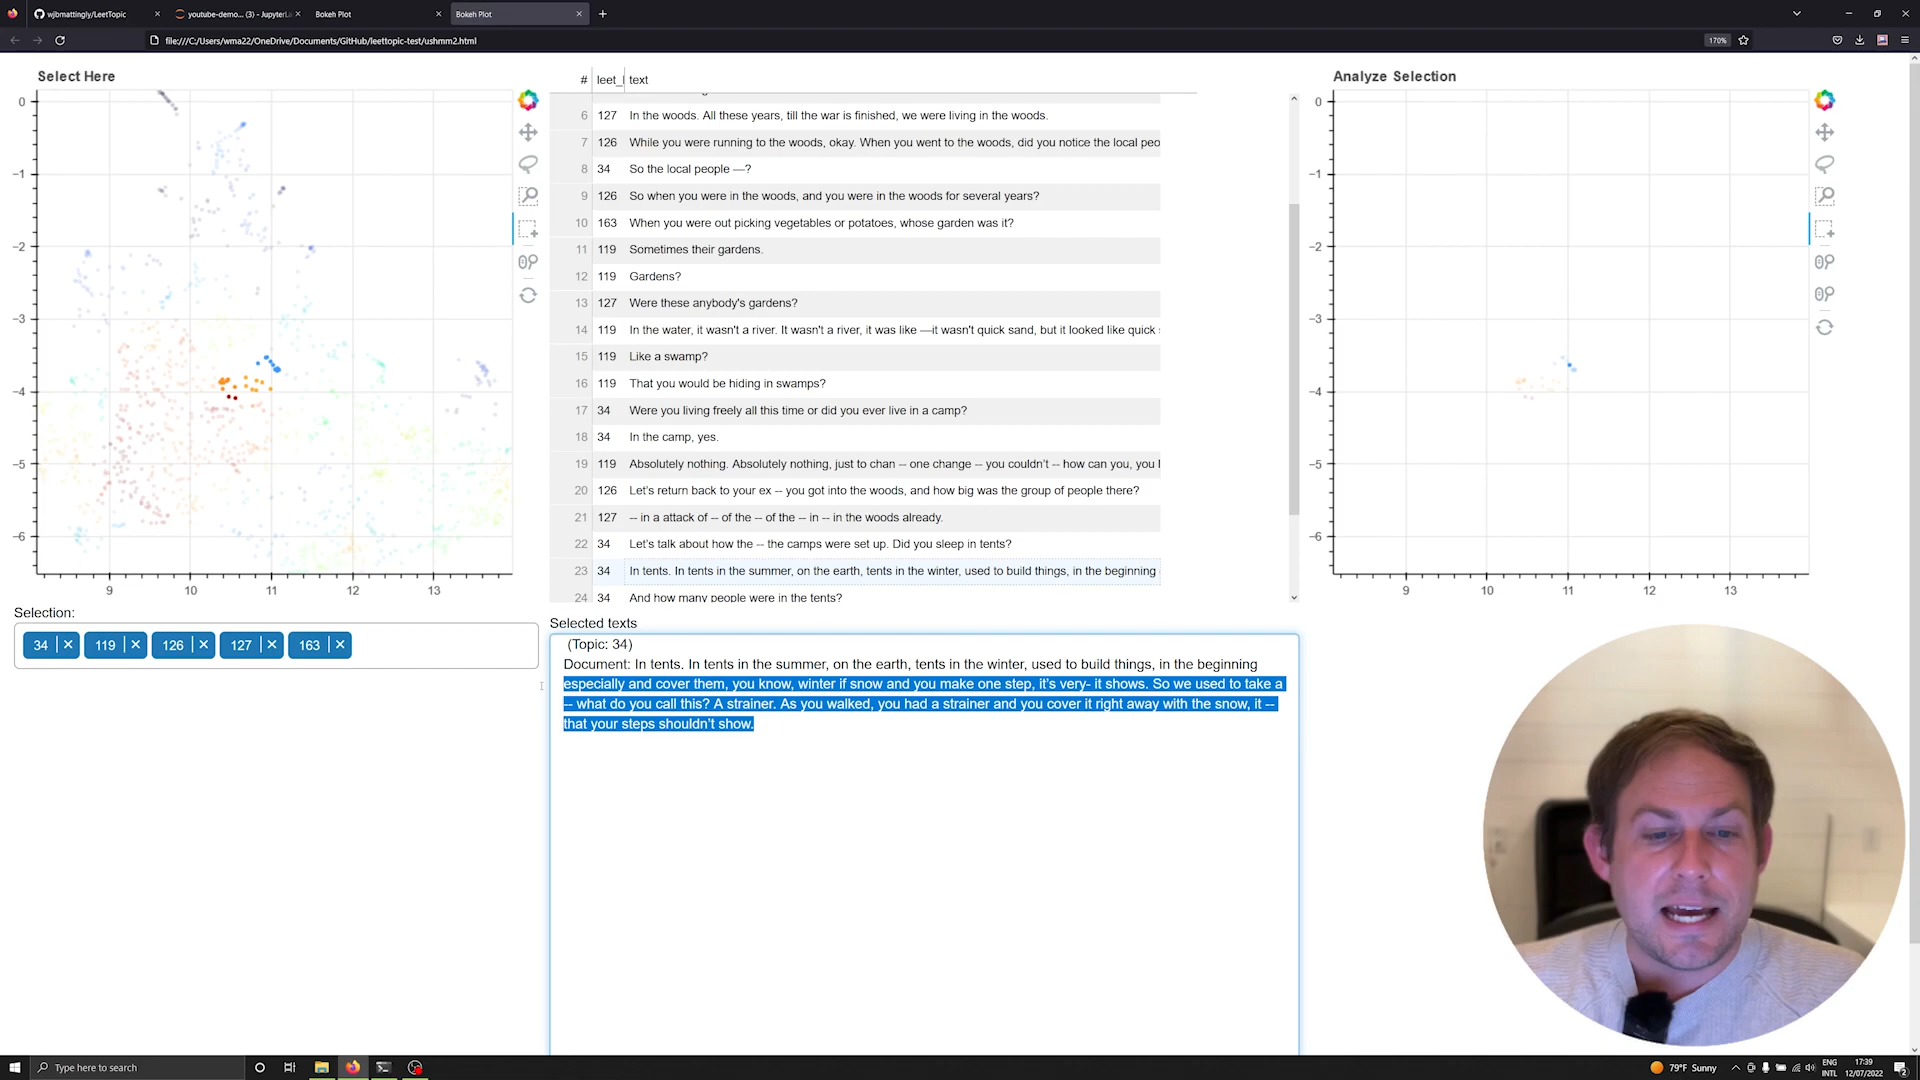 wjbmattingly/LeetTopic
youtube-demo... (3) - JupyterLa
Bokeh Plot
Bokeh Plot
file:///C:/Users/wma22/OneDrive/Documents/GitHub/leettopic-test/ushmm2.html
170%
Select Here
0
−1
−2
−3
−4
−5
−6
9
10
11
12
13
Selection:
34
119
126
127
163
# leet_l text
6 127 In the woods. All these years, till the war is finished, we were living in the woods.
7 126 While you were running to the woods, okay. When you went to the woods, did you notice the local peo
8 34 So the local people —?
9 126 So when you were in the woods, and you were in the woods for several years?
10 163 When you were out picking vegetables or potatoes, whose garden was it?
11 119 Sometimes their gardens.
12 119 Gardens?
13 127 Were these anybody's gardens?
14 119 In the water, it wasn't a river. It wasn't a river, it was like —it wasn't quick sand, but it looked like quick
15 119 Like a swamp?
16 119 That you would be hiding in swamps?
17 34 Were you living freely all this time or did you ever live in a camp?
18 34 In the camp, yes.
19 119 Absolutely nothing. Absolutely nothing, just to chan -- one change -- you couldn't -- how can you, you
20 126 Let's return back to your ex -- you got into the woods, and how big was the group of people there?
21 127 -- in a attack of -- of the -- of the -- in -- in the woods already.
22 34 Let's talk about how the -- the camps were set up. Did you sleep in tents?
23 34 In tents. In tents in the summer, on the earth, tents in the winter, used to build things, in the beginning
24 34 And how many people were in the tents?
Selected texts
(Topic: 34)
Document: In tents. In tents in the summer, on the earth, tents in the winter, used to build things, in the beginning
especially and cover them, you know, winter if snow and you make one step, it's very- it shows. So we used to take a
-- what do you call this? A strainer. As you walked, you had a strainer and you cover it right away with the snow, it --
that your steps shouldn't show.
Analyze Selection
0
−1
−2
−3
−4
−5
−6
9
10
11
12
13
Type here to search
79°F Sunny
ENG
INTL
17:39
12/07/2022
2